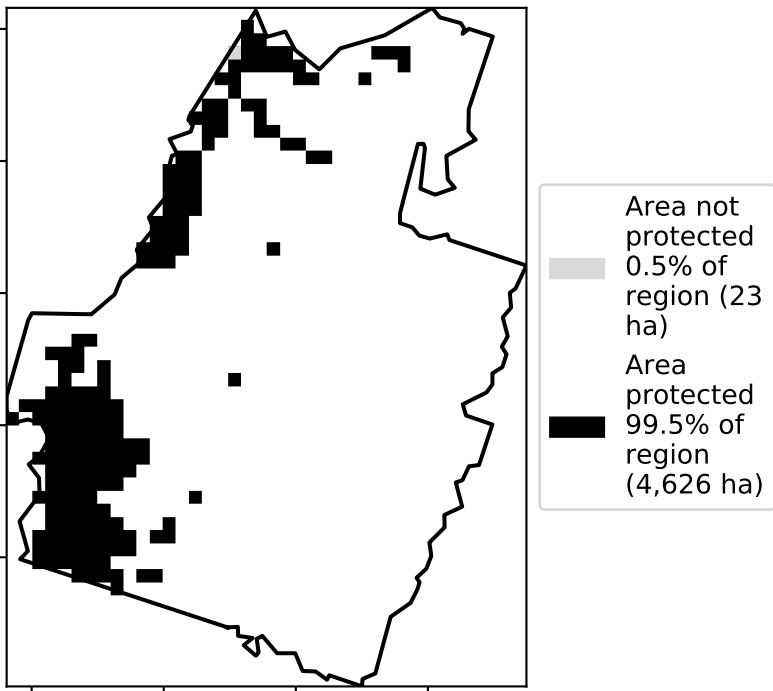 Area not
protected
0.5% of
region (23
ha)
Area
protected
99.5% of
region
(4,626 ha)